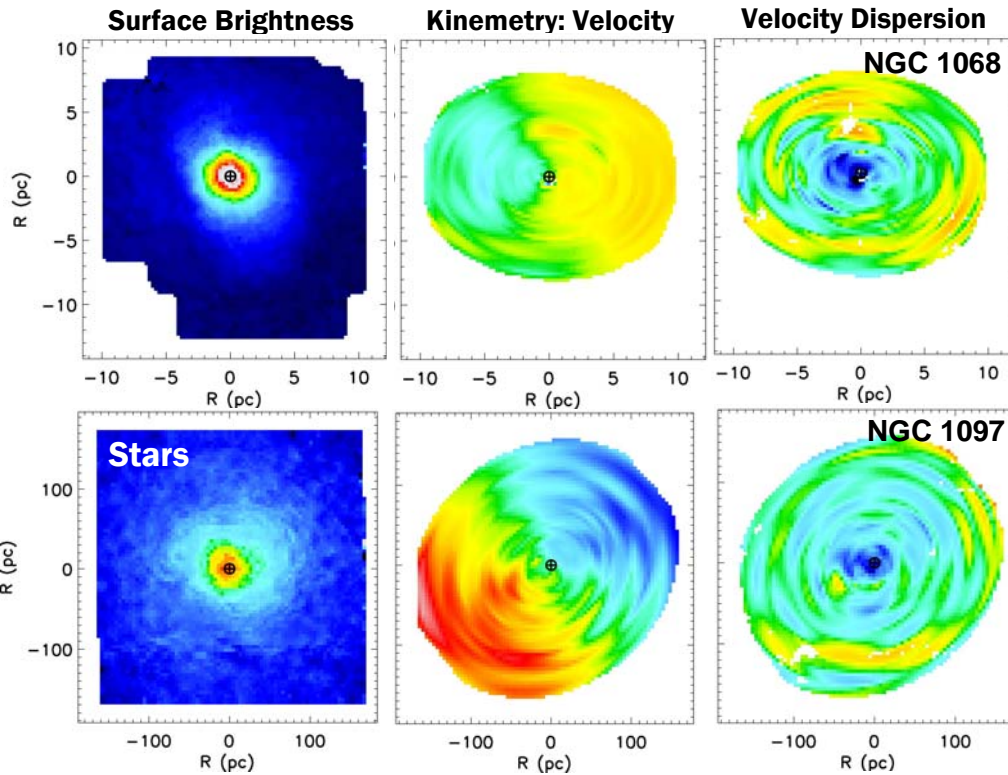 Surface Brightness
Kinemetry: Velocity
Velocity Dispersion
NGC 1068
10
5
0
−5
−10
R (pc)
−10 −5 0 5 10
−10 −5 0 5 10
−10 −5 0 5 10
R (pc)
R (pc)
R (pc)
Stars
NGC 1097
100
0
−100
R (pc)
−100 0 100
−100 0 100
−100 0 100
R (pc)
R (pc)
R (pc)